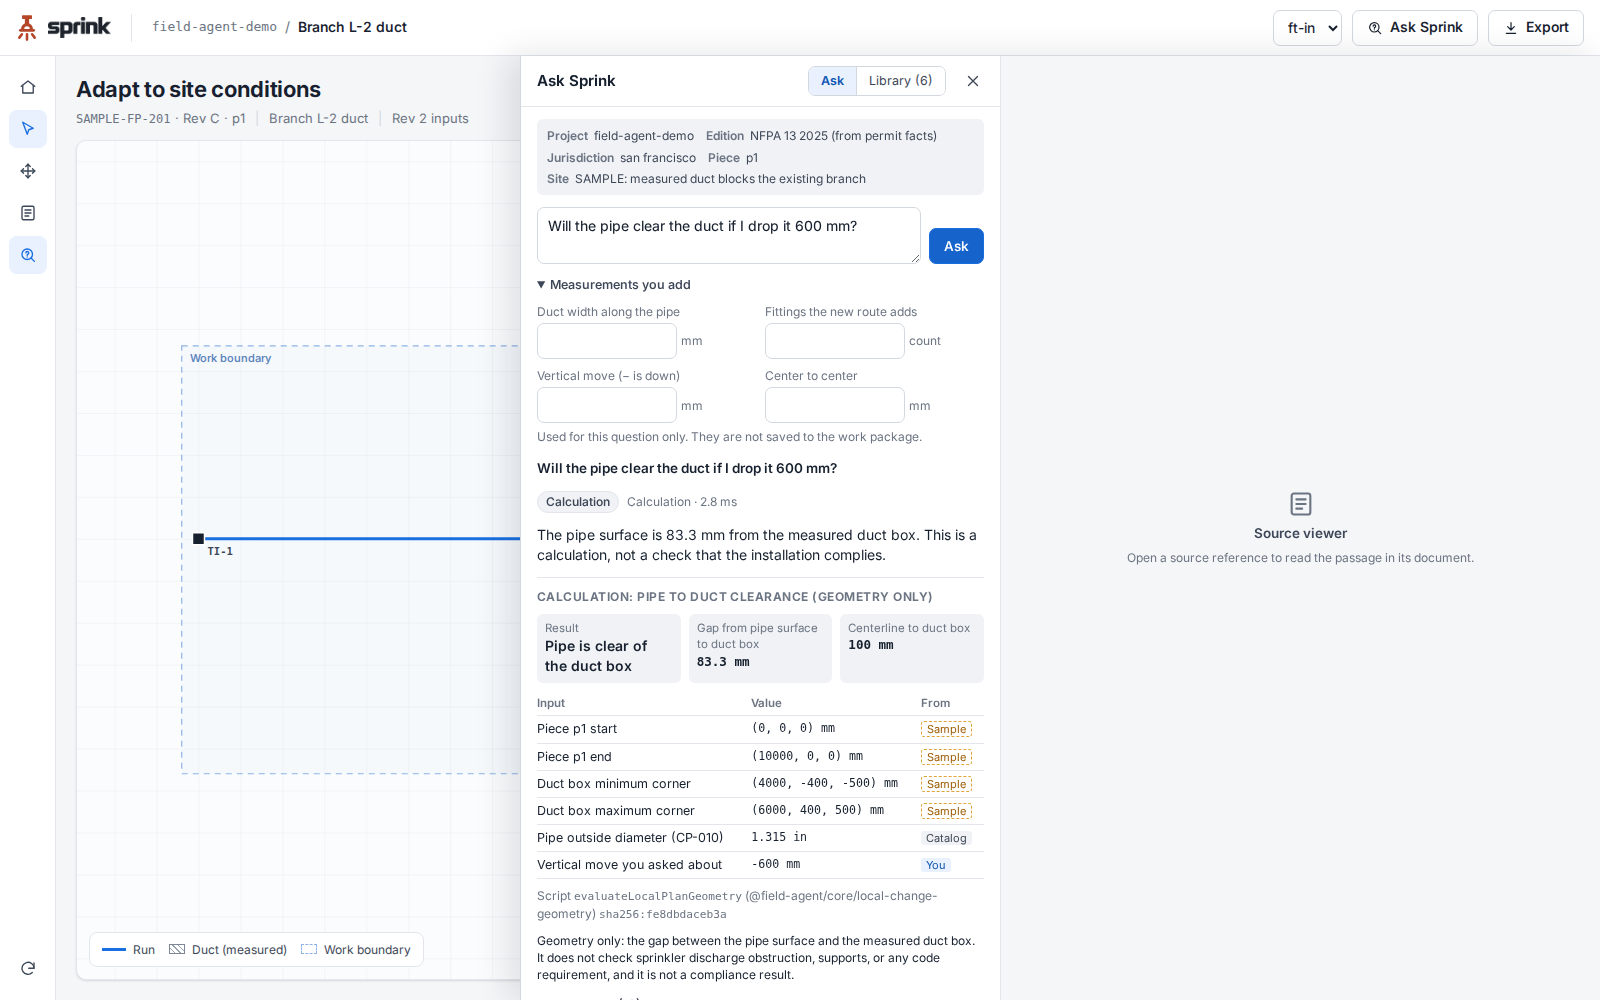 sprink
field-agent-demo / Branch L-2 duct
ft-in
Ask Sprink
Export
Adapt to site conditions
SAMPLE-FP-201 · Rev C · p1 | Branch L-2 duct | Rev 2 inputs
Work boundary
TI-1
Run
Duct (measured)
Work boundary
Ask Sprink
Ask
Library (6)
Project field-agent-demo Edition NFPA 13 2025 (from permit facts)
Jurisdiction san francisco Piece p1
Site SAMPLE: measured duct blocks the existing branch
Will the pipe clear the duct if I drop it 600 mm?
Ask
▼ Measurements you add
Duct width along the pipe
mm
Fittings the new route adds
count
Vertical move (− is down)
mm
Center to center
mm
Used for this question only. They are not saved to the work package.
Will the pipe clear the duct if I drop it 600 mm?
Calculation Calculation · 2.8 ms
The pipe surface is 83.3 mm from the measured duct box. This is a
calculation, not a check that the installation complies.
CALCULATION: PIPE TO DUCT CLEARANCE (GEOMETRY ONLY)
Result
Pipe is clear of
the duct box
Gap from pipe surface
to duct box
83.3 mm
Centerline to duct box
100 mm
Input Value From
Piece p1 start (0, 0, 0) mm Sample
Piece p1 end (10000, 0, 0) mm Sample
Duct box minimum corner (4000, -400, -500) mm Sample
Duct box maximum corner (6000, 400, 500) mm Sample
Pipe outside diameter (CP-010) 1.315 in Catalog
Vertical move you asked about -600 mm You
Script evaluateLocalPlanGeometry (@field-agent/core/local-change-
geometry) sha256:fe8dbdaceb3a
Geometry only: the gap between the pipe surface and the measured duct box.
It does not check sprinkler discharge obstruction, supports, or any code
requirement, and it is not a compliance result.
Source viewer
Open a source reference to read the passage in its document.